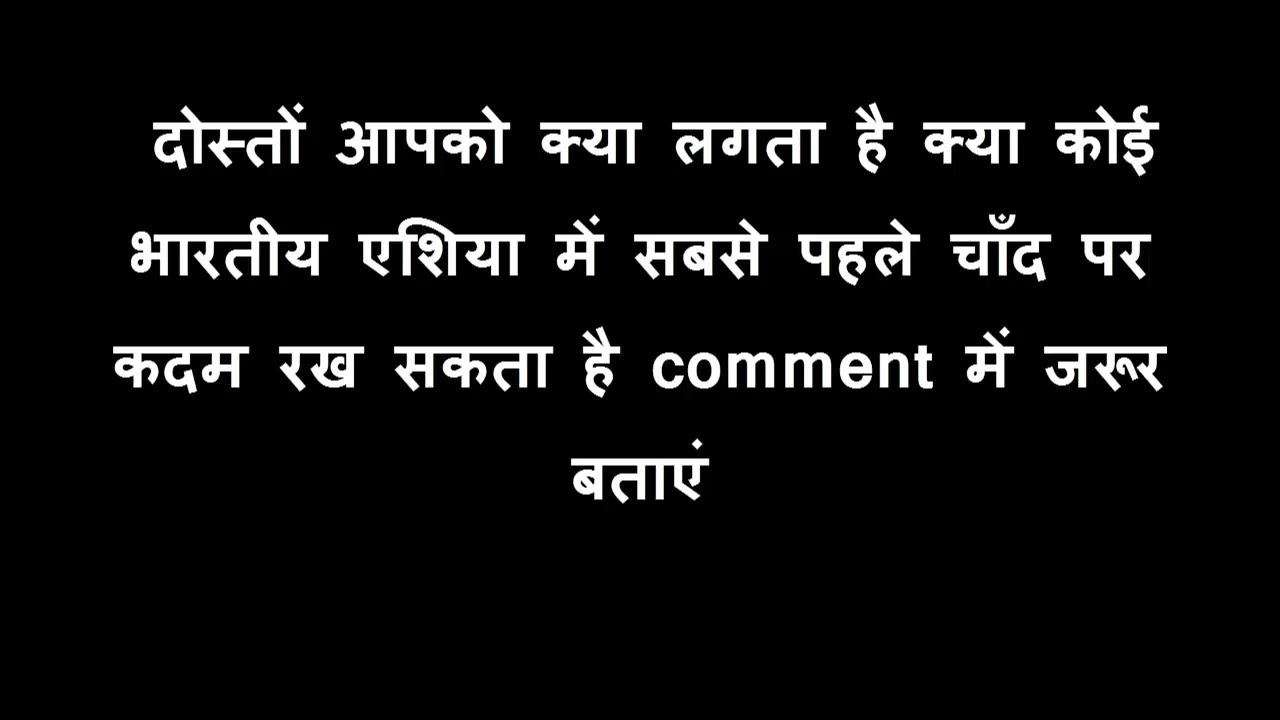 दोस्तों आपको क्या लगता है क्या कोई
भारतीय एशिया में सबसे पहले चाँद पर
कदम रख सकता है comment में जरूर
बताएं